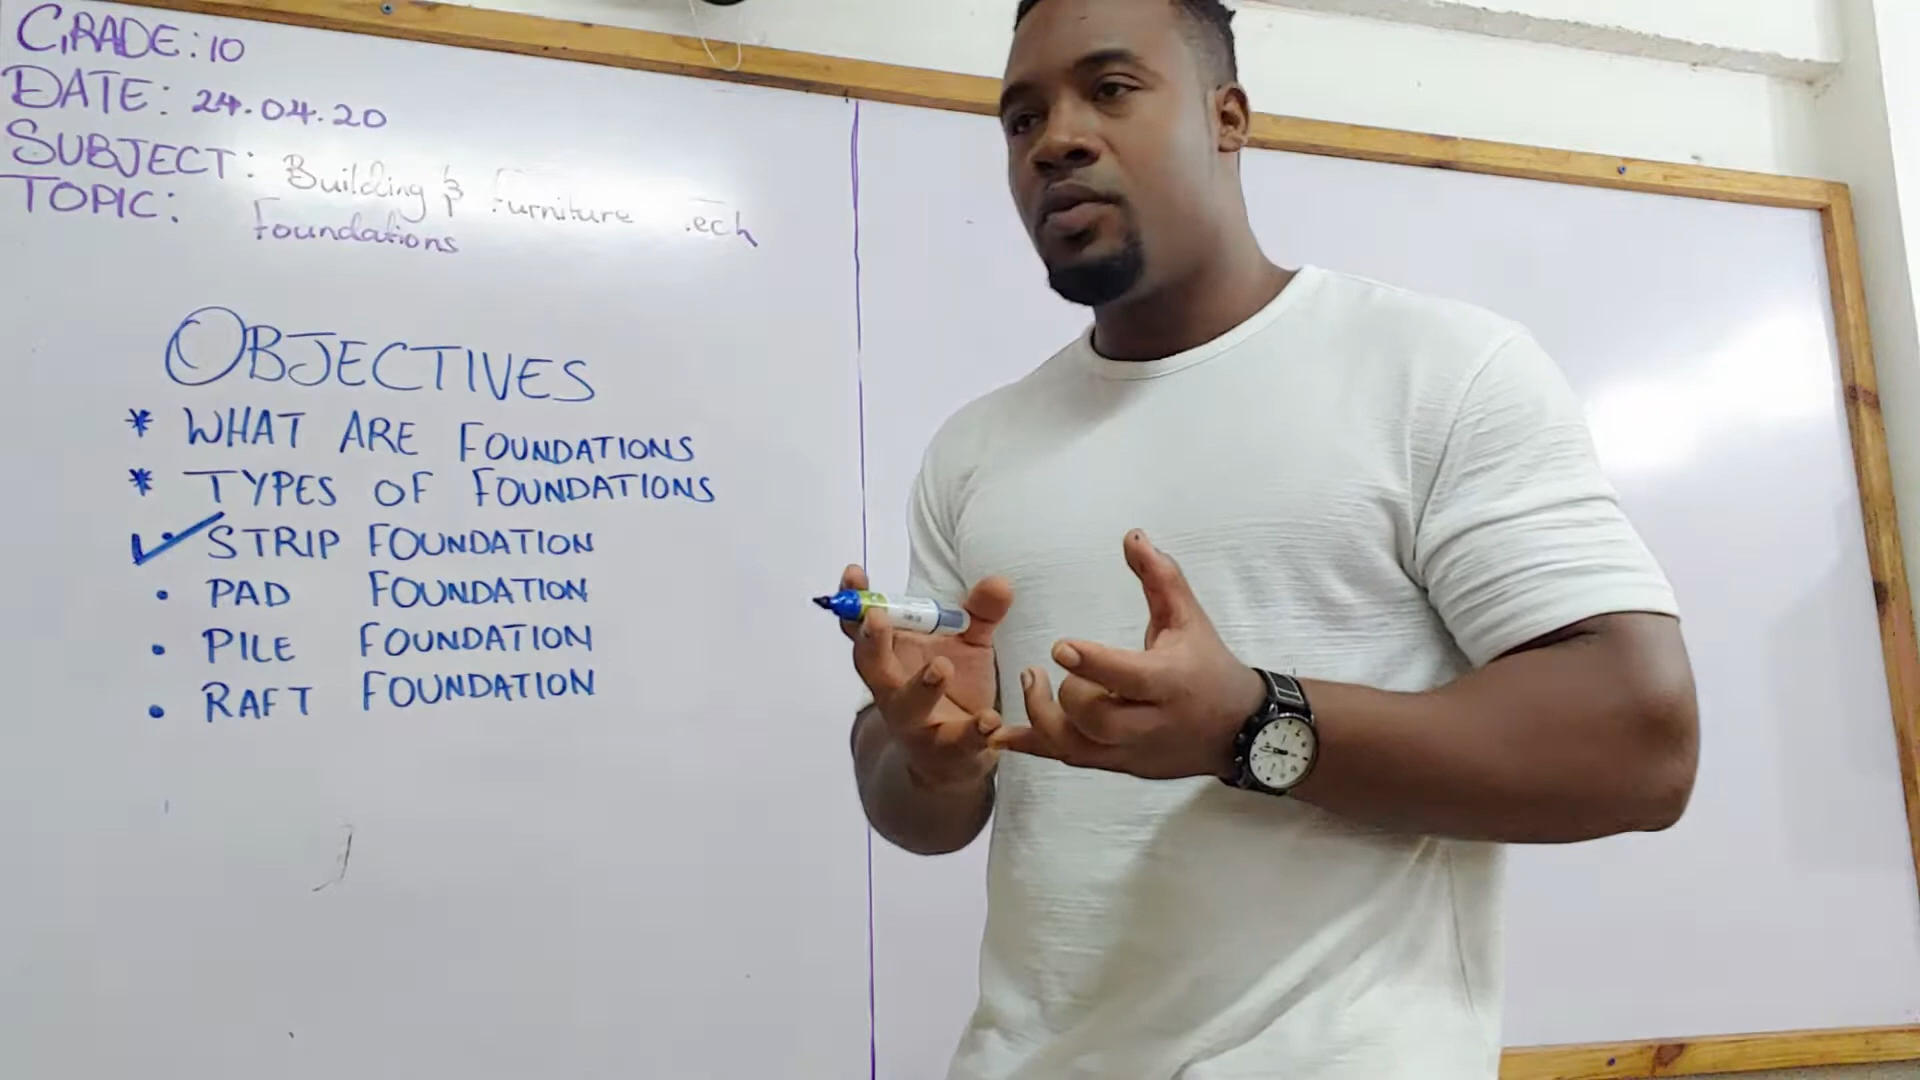 GRADE: 10
DATE: 24.04.20
SUBJECT: Building & Furniture
TOPIC: Foundations
OBJECTIVES
* WHAT ARE FOUNDATIONS
* TYPES OF FOUNDATIONS
✓ STRIP FOUNDATION
• PAD FOUNDATION
• PILE FOUNDATION
• RAFT FOUNDATION